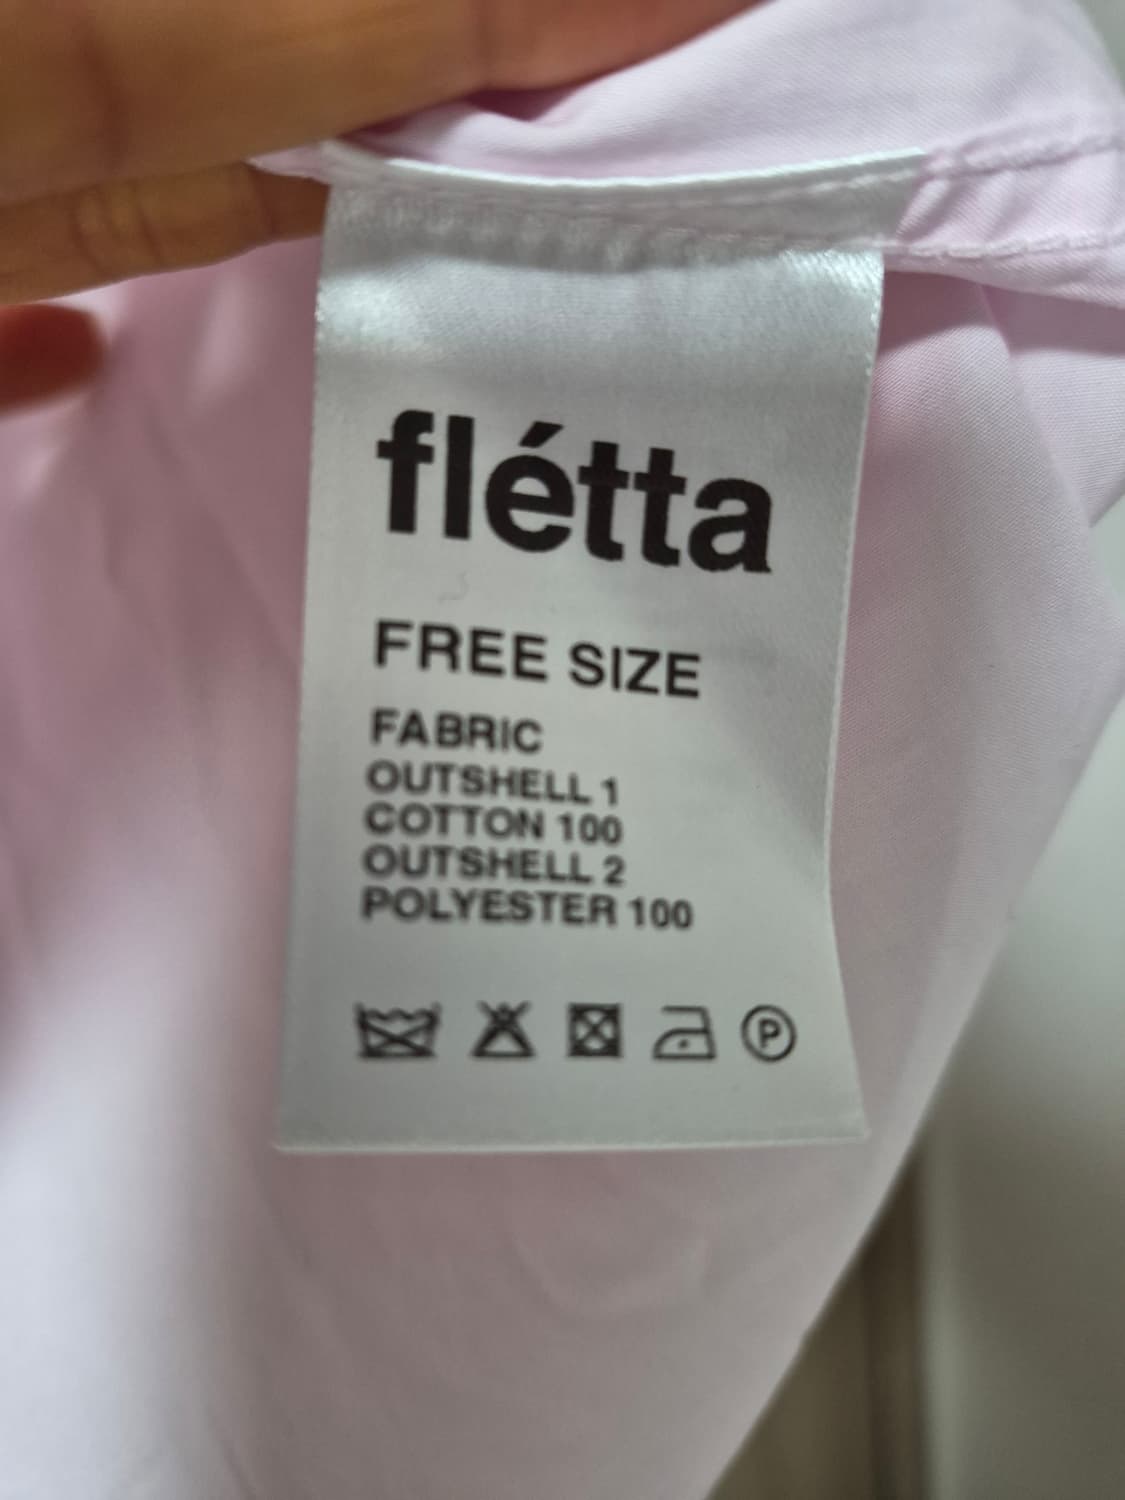 flétta
FREE SIZE
FABRIC
OUTSHELL 1
COTTON 100
OUTSHELL 2
POLYESTER 100
P